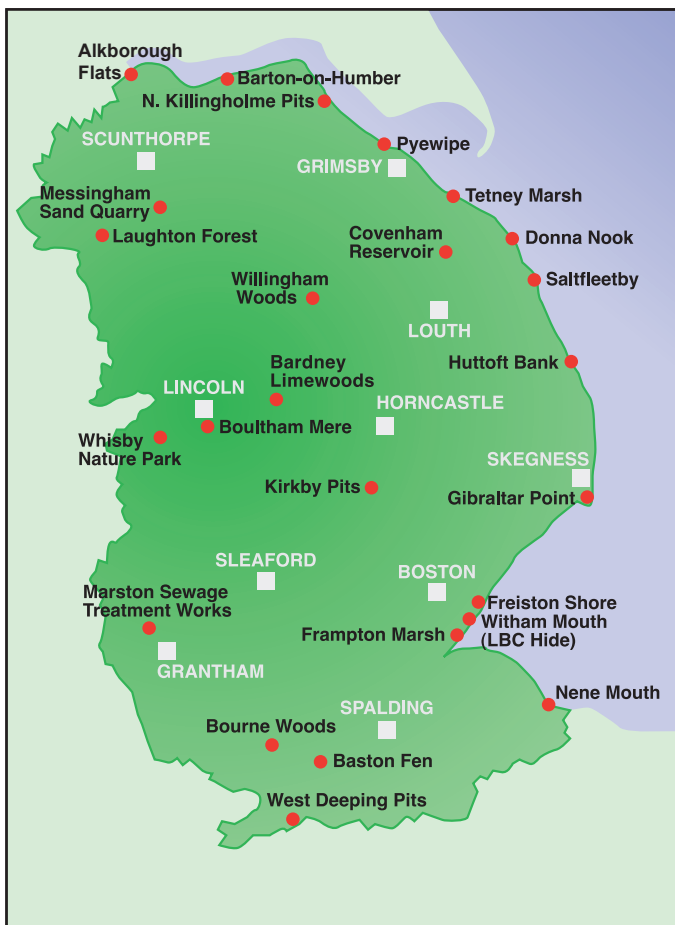 Alkborough
Flats
Barton-on-Humber
N. Killingholme Pits
SCUNTHORPE
Pyewipe
GRIMSBY
Messingham
Sand Quarry
Tetney Marsh
Laughton Forest
Covenham
Reservoir
Donna Nook
Willingham
Woods
Saltfleetby
LOUTH
Huttoft Bank
Bardney
Limewoods
LINCOLN
HORNCASTLE
Boultham Mere
Whisby
Nature Park
SKEGNESS
Kirkby Pits
Gibraltar Point
SLEAFORD
BOSTON
Marston Sewage
Treatment Works
Freiston Shore
Witham Mouth
(LBC Hide)
Frampton Marsh
GRANTHAM
Nene Mouth
SPALDING
Bourne Woods
Baston Fen
West Deeping Pits